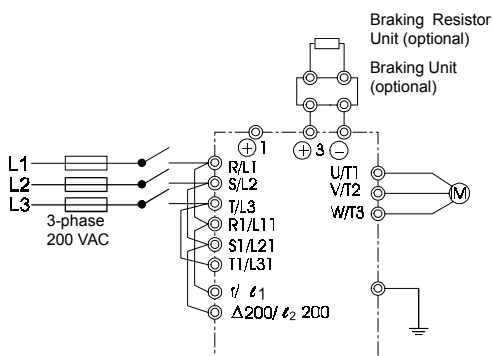 Braking Resistor
Unit (optional)
Braking Unit
(optional)
⊕1
⊕3 ⊖
L1
L2
L3
3-phase
200 VAC
R/L1
S/L2
T/L3
R1/L11
S1/L21
T1/L31
r/ ℓ1
Δ200/ ℓ2 200
U/T1
V/T2
W/T3
M